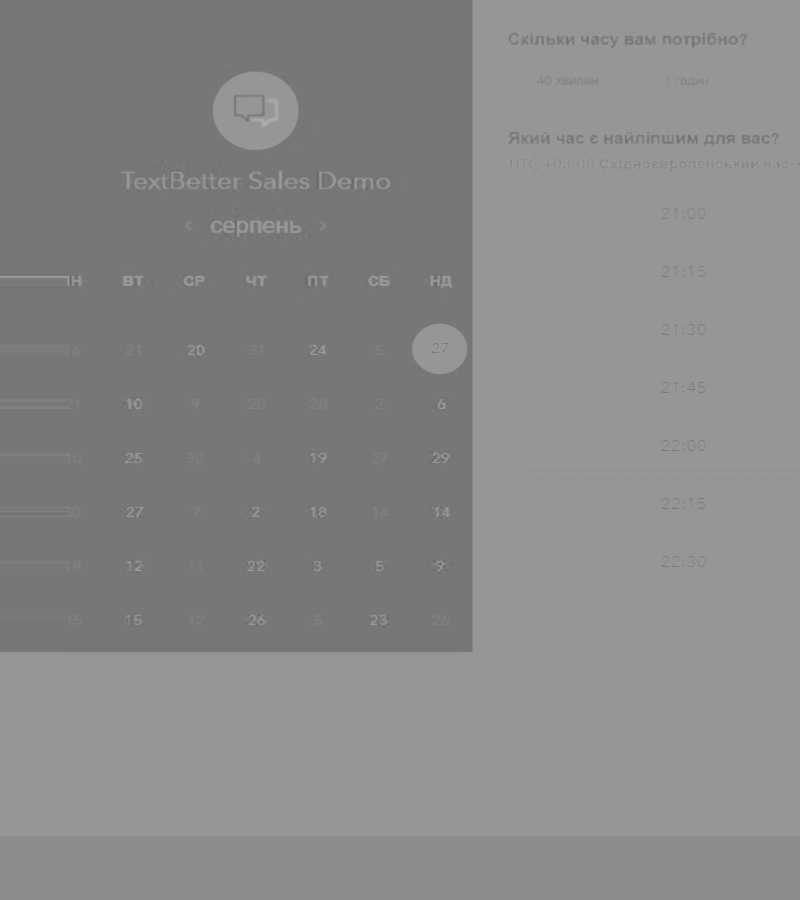 TextBetter Sales Demo
‹ серпень ›
ІН ВТ СР ЧТ ПТ СБ НД
6 21 20 31 24 5 27
21 10 9 28 20 2 6
10 25 30 4 19 27 29
30 27 7 2 18 14 14
18 12 11 22 3 5 9
15 15 12 26 5 23 26
Скільки часу вам потрібно?
40 хвилин 1 годин
Який час є найліпшим для вас?
UTC +03:00 Східноєвропейський час
21:00
21:15
21:30
21:45
22:00
22:15
22:30